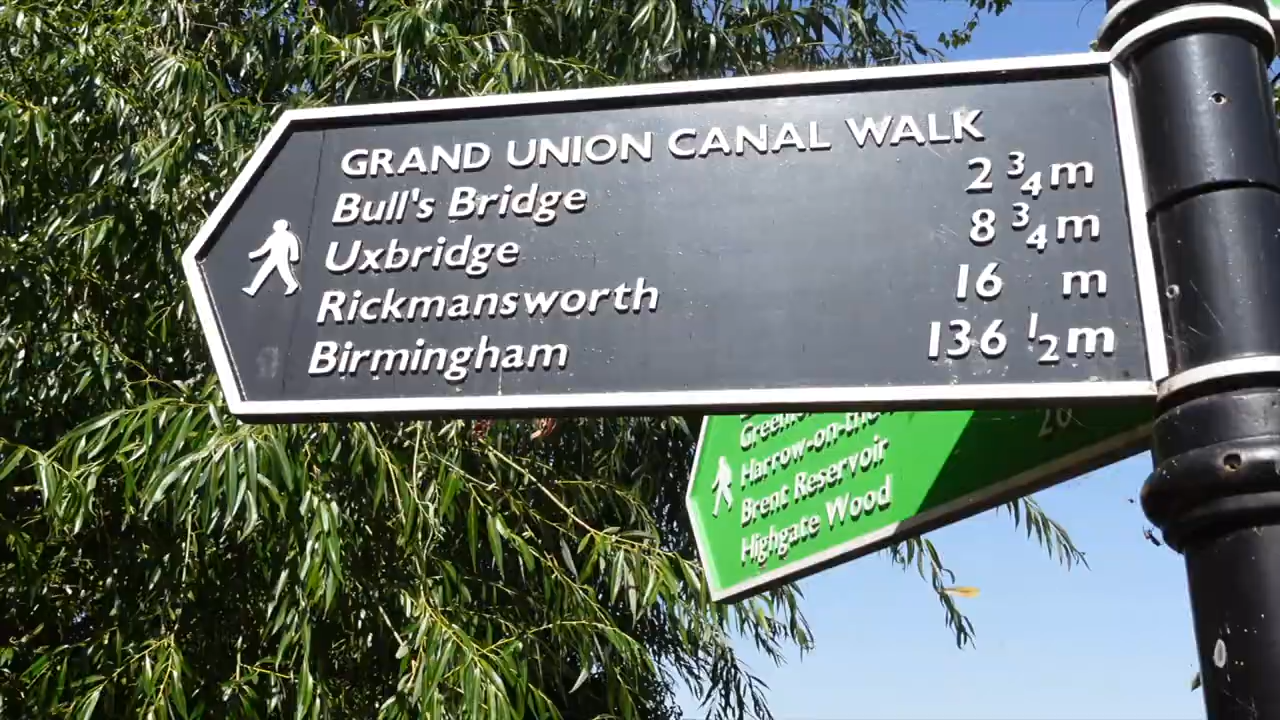 GRAND UNION CANAL WALK
Bull's Bridge 2 3/4 m
Uxbridge 8 3/4 m
Rickmansworth 16 m
Birmingham 136 1/2 m
Harrow-on-the
Brent Reservoir
Highgate Wood
20